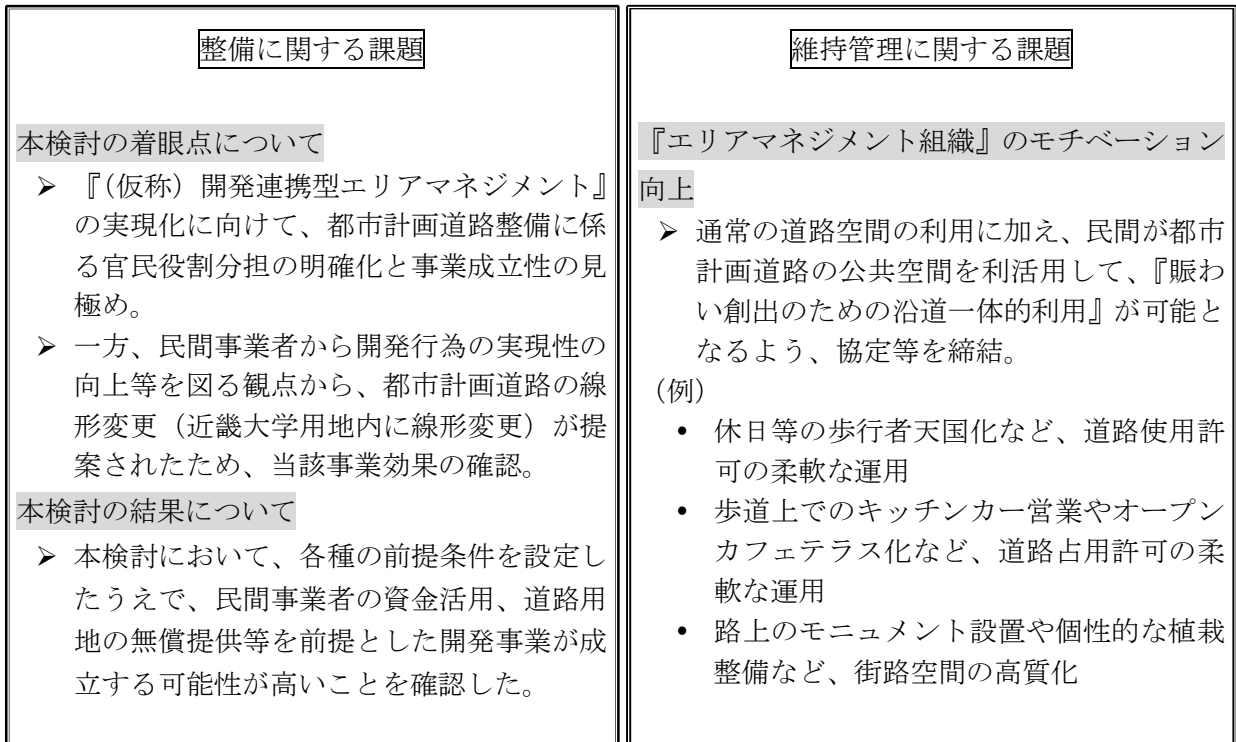 整備に関する課題
本検討の着眼点について
➢ 『（仮称）開発連携型エリアマネジメント』
の実現化に向けて、都市計画道路整備に係
る官民役割分担の明確化と事業成立性の見
極め。
➢ 一方、民間事業者から開発行為の実現性の
向上等を図る観点から、都市計画道路の線
形変更（近畿大学用地内に線形変更）が提
案されたため、当該事業効果の確認。
本検討の結果について
➢ 本検討において、各種の前提条件を設定し
たうえで、民間事業者の資金活用、道路用
地の無償提供等を前提とした開発事業が成
立する可能性が高いことを確認した。
維持管理に関する課題
『エリアマネジメント組織』のモチベーション
向上
➢ 通常の道路空間の利用に加え、民間が都市
計画道路の公共空間を利活用して、『賑わ
い創出のための沿道一体的利用』が可能と
なるよう、協定等を締結。
（例）
• 休日等の歩行者天国化など、道路使用許
可の柔軟な運用
• 歩道上でのキッチンカー営業やオープン
カフェテラス化など、道路占用許可の柔
軟な運用
• 路上のモニュメント設置や個性的な植栽
整備など、街路空間の高質化